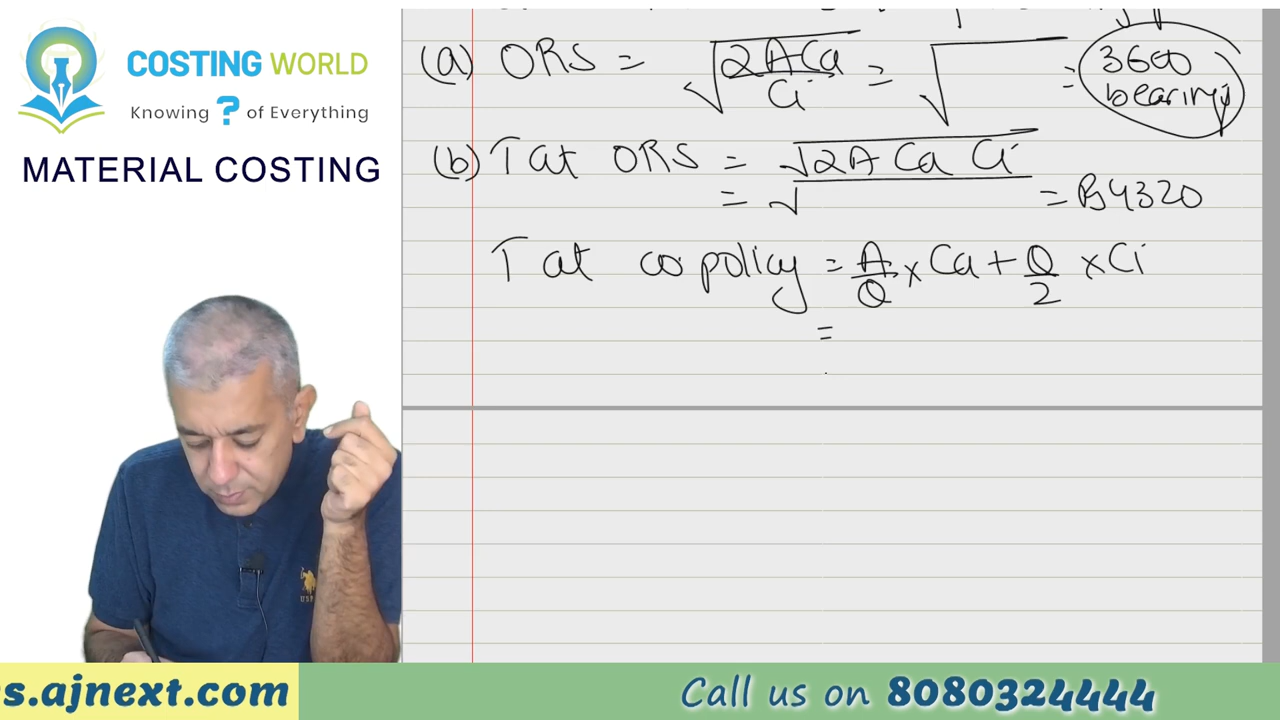 COSTING WORLD
Knowing ? of Everything
MATERIAL COSTING
(a) ORS = √2ACa/Ci = √ = 3600 bearings
(b) T at ORS = √2A Ca Ci
= √ = Rs 4320
T at co policy = A/Q × Ca + Q/2 × Ci
=
s.ajnext.com
Call us on 8080324444